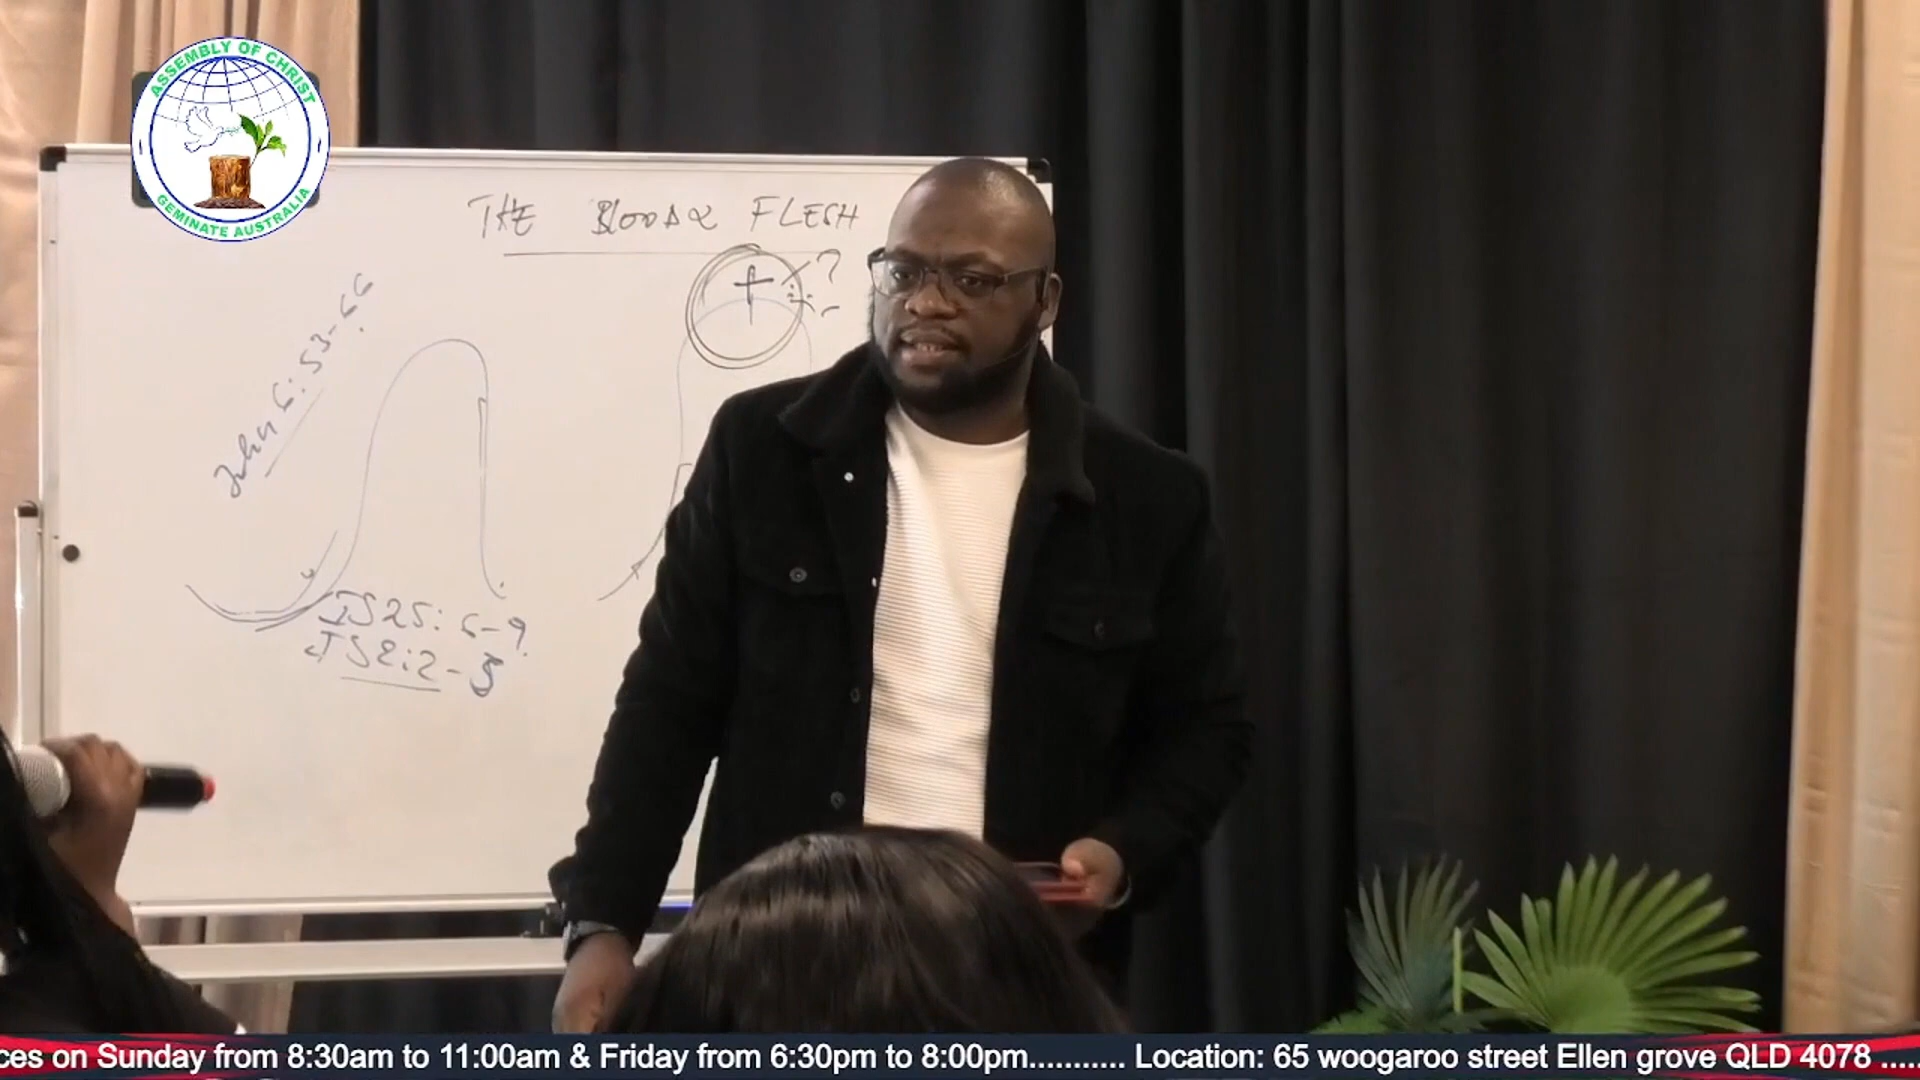 ASSEMBLY OF CHRIST
GEMINATE AUSTRALIA
THE BLOOD & FLESH
?
John 6:53-66
IS 25:6-9
IS 2:2-5
ces on Sunday from 8:30am to 11:00am & Friday from 6:30pm to 8:00pm........... Location: 65 woogaroo street Ellen grove QLD 4078 .....